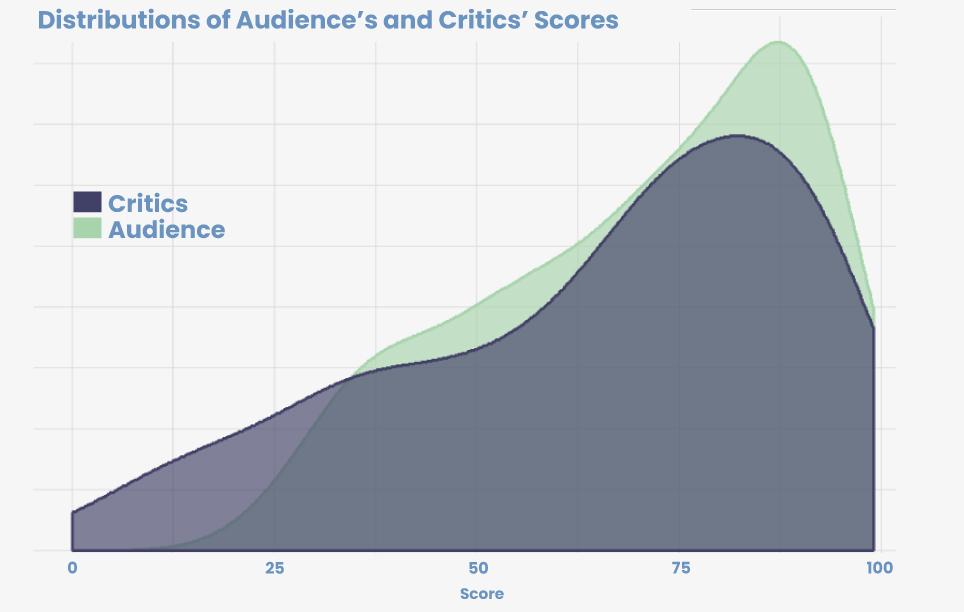 Distributions of Audience’s and Critics’ Scores
Critics
Audience
0 25 50 75 100
Score